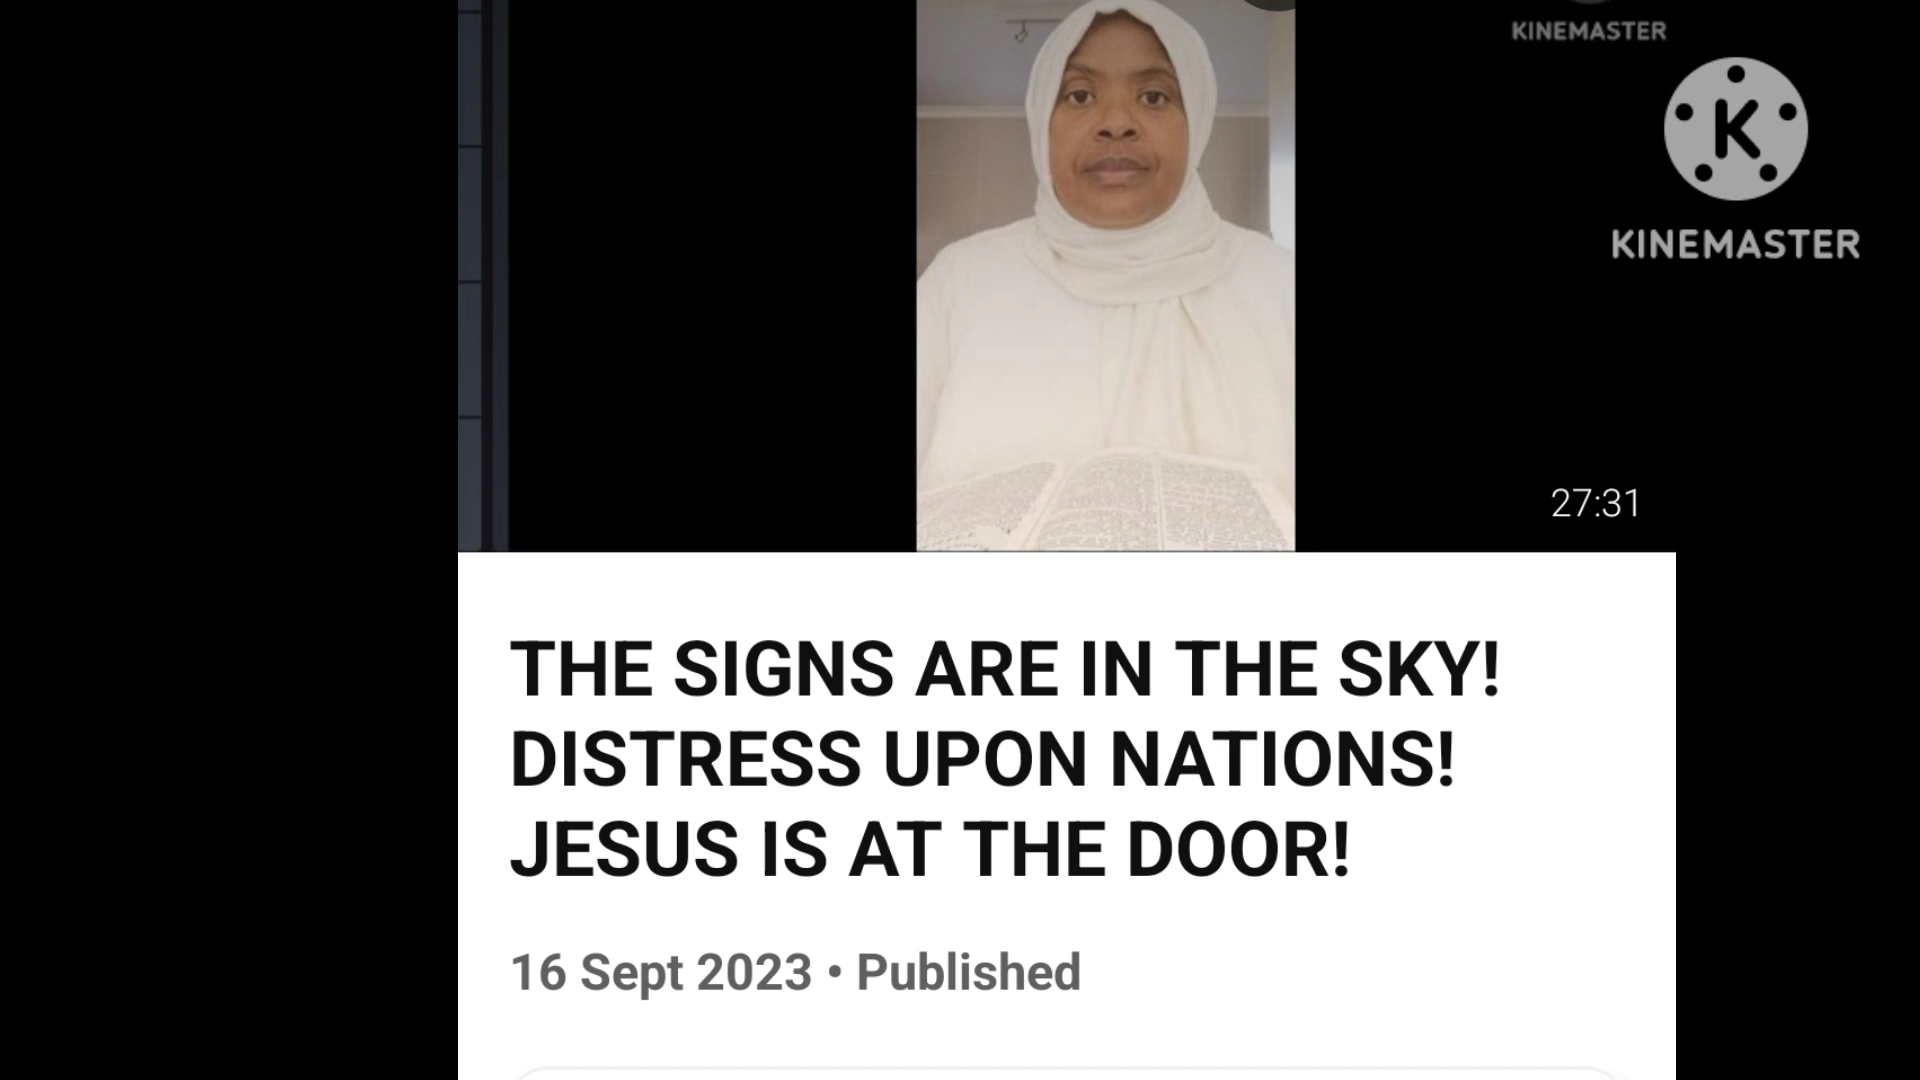 KINEMASTER
K
KINEMASTER
27:31
THE SIGNS ARE IN THE SKY!
DISTRESS UPON NATIONS!
JESUS IS AT THE DOOR!
16 Sept 2023 • Published